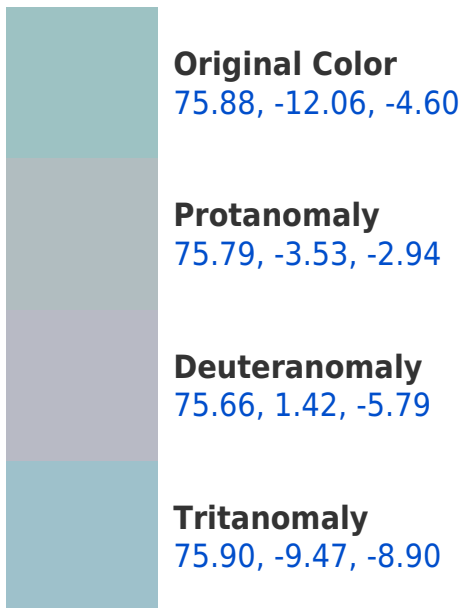 Original Color
75.88, -12.06, -4.60
Protanomaly
75.79, -3.53, -2.94
Deuteranomaly
75.66, 1.42, -5.79
Tritanomaly
75.90, -9.47, -8.90